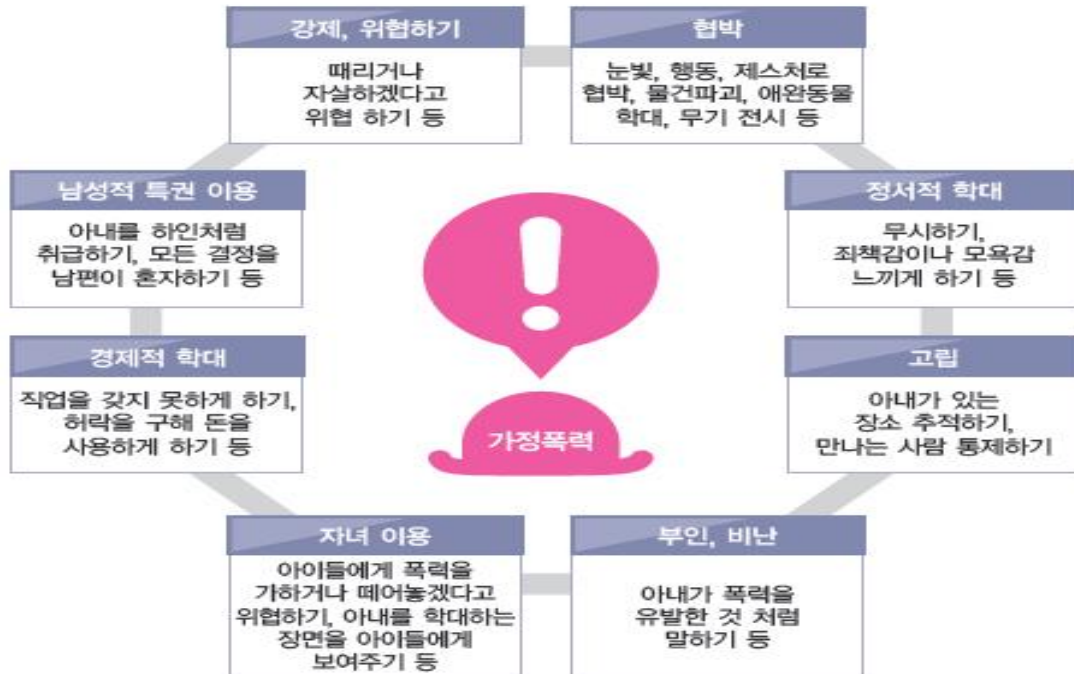 강제, 위협하기
때리거나
자살하겠다고
위협 하기 등
협박
눈빛, 행동, 제스처로
협박, 물건파괴, 애완동물
학대, 무기 전시 등
남성적 특권 이용
아내를 하인처럼
취급하기, 모든 결정을
남편이 혼자하기 등
정서적 학대
무시하기,
죄책감이나 모욕감
느끼게 하기 등
경제적 학대
직업을 갖지 못하게 하기,
허락을 구해 돈을
사용하게 하기 등
가정폭력
고립
아내가 있는
장소 추적하기,
만나는 사람 통제하기
자녀 이용
아이들에게 폭력을
가하거나 떼어놓겠다고
위협하기, 아내를 학대하는
장면을 아이들에게
보여주기 등
부인, 비난
아내가 폭력을
유발한 것 처럼
말하기 등